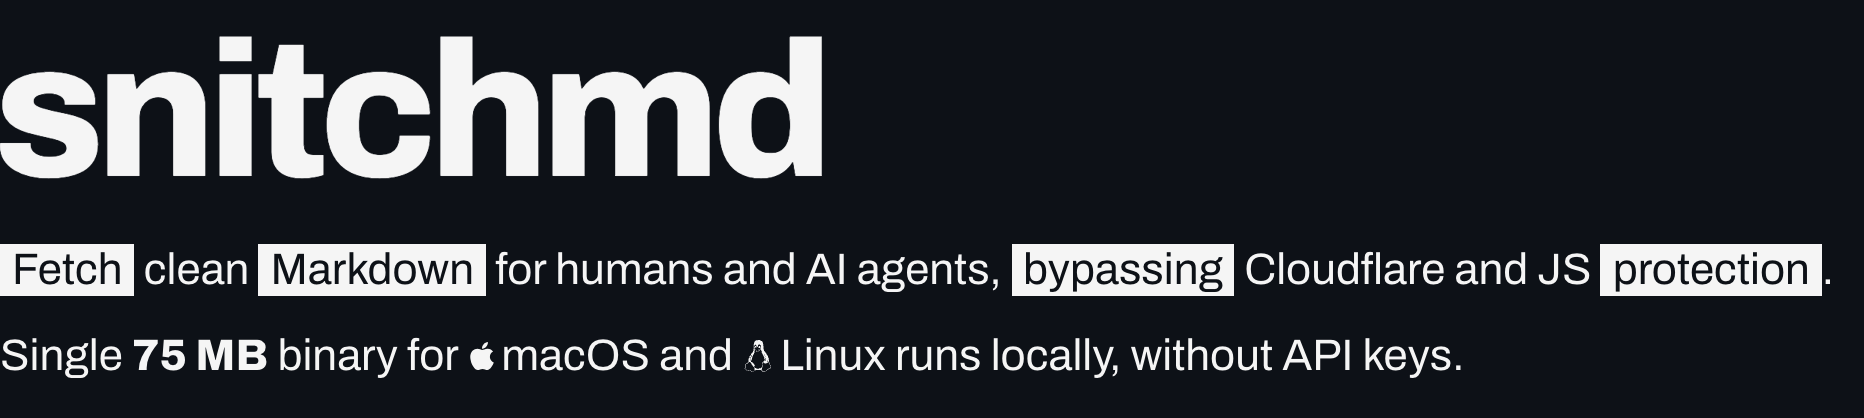 snitchmd
Fetch clean Markdown for humans and AI agents, bypassing Cloudflare and JS protection.
Single 75 MB binary for macOS and Linux runs locally, without API keys.